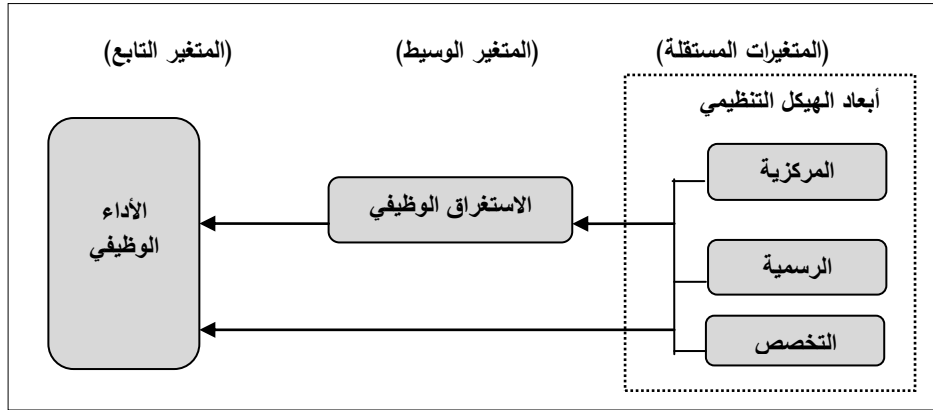 (المتغيرات المستقلة)
(المتغير الوسيط)
(المتغير التابع)
أبعاد الهيكل التنظيمي
المركزية
الاستغراق الوظيفي
الأداء
الوظيفي
الرسمية
التخصص